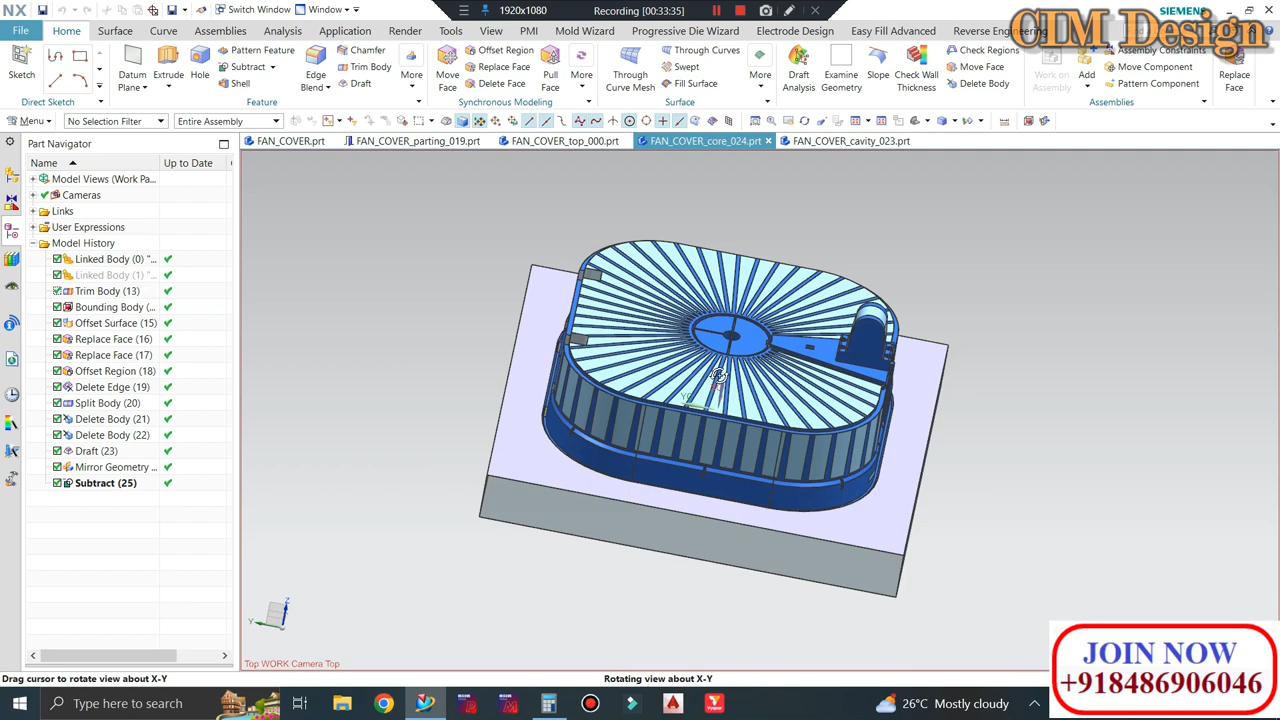 NX
Switch Window
Window
1920x1080
Recording [00:33:35]
SIEMENS
CIM Design
File
Home
Surface
Curve
Assemblies
Analysis
Application
Render
Tools
View
PMI
Mold Wizard
Progressive Die Wizard
Electrode Design
Easy Fill Advanced
Reverse Engineering
Sketch
Datum Plane
Extrude
Hole
Pattern Feature
Subtract
Shell
Edge Blend
Chamfer
Trim Body
Draft
More
Move Face
Offset Region
Replace Face
Delete Face
Pull Face
More
Through Curve Mesh
Through Curves
Swept
Fill Surface
More
Draft Analysis
Examine Geometry
Slope
Check Wall Thickness
Check Regions
Move Face
Delete Body
Work on Assembly
Add
Assembly Constraints
Move Component
Pattern Component
Replace Face
Direct Sketch
Feature
Synchronous Modeling
Surface
Assemblies
Menu
No Selection Filter
Entire Assembly
Part Navigator
FAN_COVER.prt
FAN_COVER_parting_019.prt
FAN_COVER_top_000.prt
FAN_COVER_core_024.prt
FAN_COVER_cavity_023.prt
Name
Up to Date
Model Views (Work Pa...
Cameras
Links
User Expressions
Model History
Linked Body (0) "...
Linked Body (1) "...
Trim Body (13)
Bounding Body (...
Offset Surface (15)
Replace Face (16)
Replace Face (17)
Offset Region (18)
Delete Edge (19)
Split Body (20)
Delete Body (21)
Delete Body (22)
Draft (23)
Mirror Geometry ...
Subtract (25)
Z
Y
Top WORK Camera Top
Drag cursor to rotate view about X-Y
Rotating view about X-Y
JOIN NOW
+918486906046
Type here to search
26°C Mostly cloudy